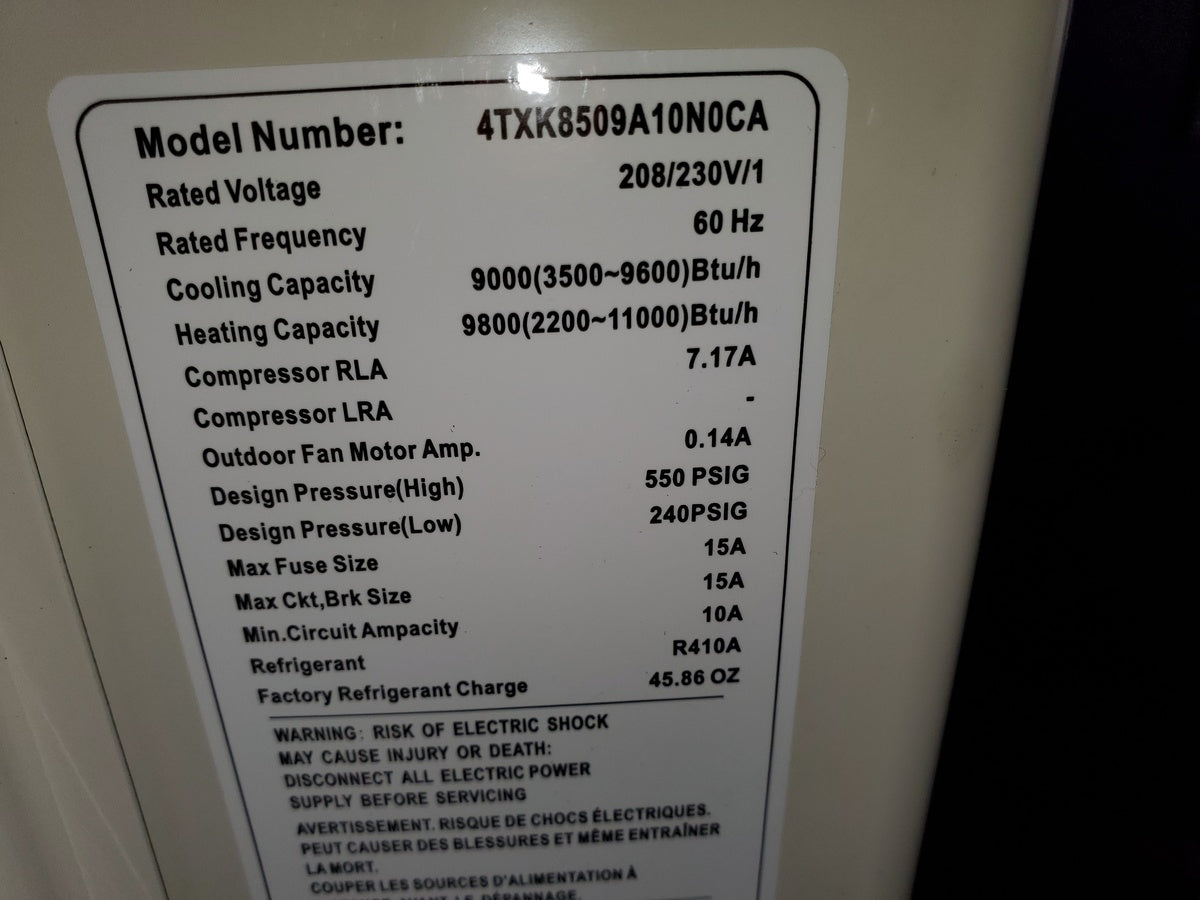 Model Number: 4TXK8509A10N0CA
Rated Voltage 208/230V/1
Rated Frequency 60 Hz
Cooling Capacity 9000(3500~9600)Btu/h
Heating Capacity 9800(2200~11000)Btu/h
Compressor RLA 7.17A
Compressor LRA -
Outdoor Fan Motor Amp. 0.14A
Design Pressure(High) 550 PSIG
Design Pressure(Low) 240PSIG
Max Fuse Size 15A
Max Ckt,Brk Size 15A
Min.Circuit Ampacity 10A
Refrigerant R410A
Factory Refrigerant Charge 45.86 OZ
WARNING: RISK OF ELECTRIC SHOCK
MAY CAUSE INJURY OR DEATH:
DISCONNECT ALL ELECTRIC POWER
SUPPLY BEFORE SERVICING
AVERTISSEMENT. RISQUE DE CHOCS ÉLECTRIQUES.
PEUT CAUSER DES BLESSURES ET MÊME ENTRAÎNER
LA MORT.
COUPER LES SOURCES D'ALIMENTATION À
AVANT LE DÉPANNAGE.